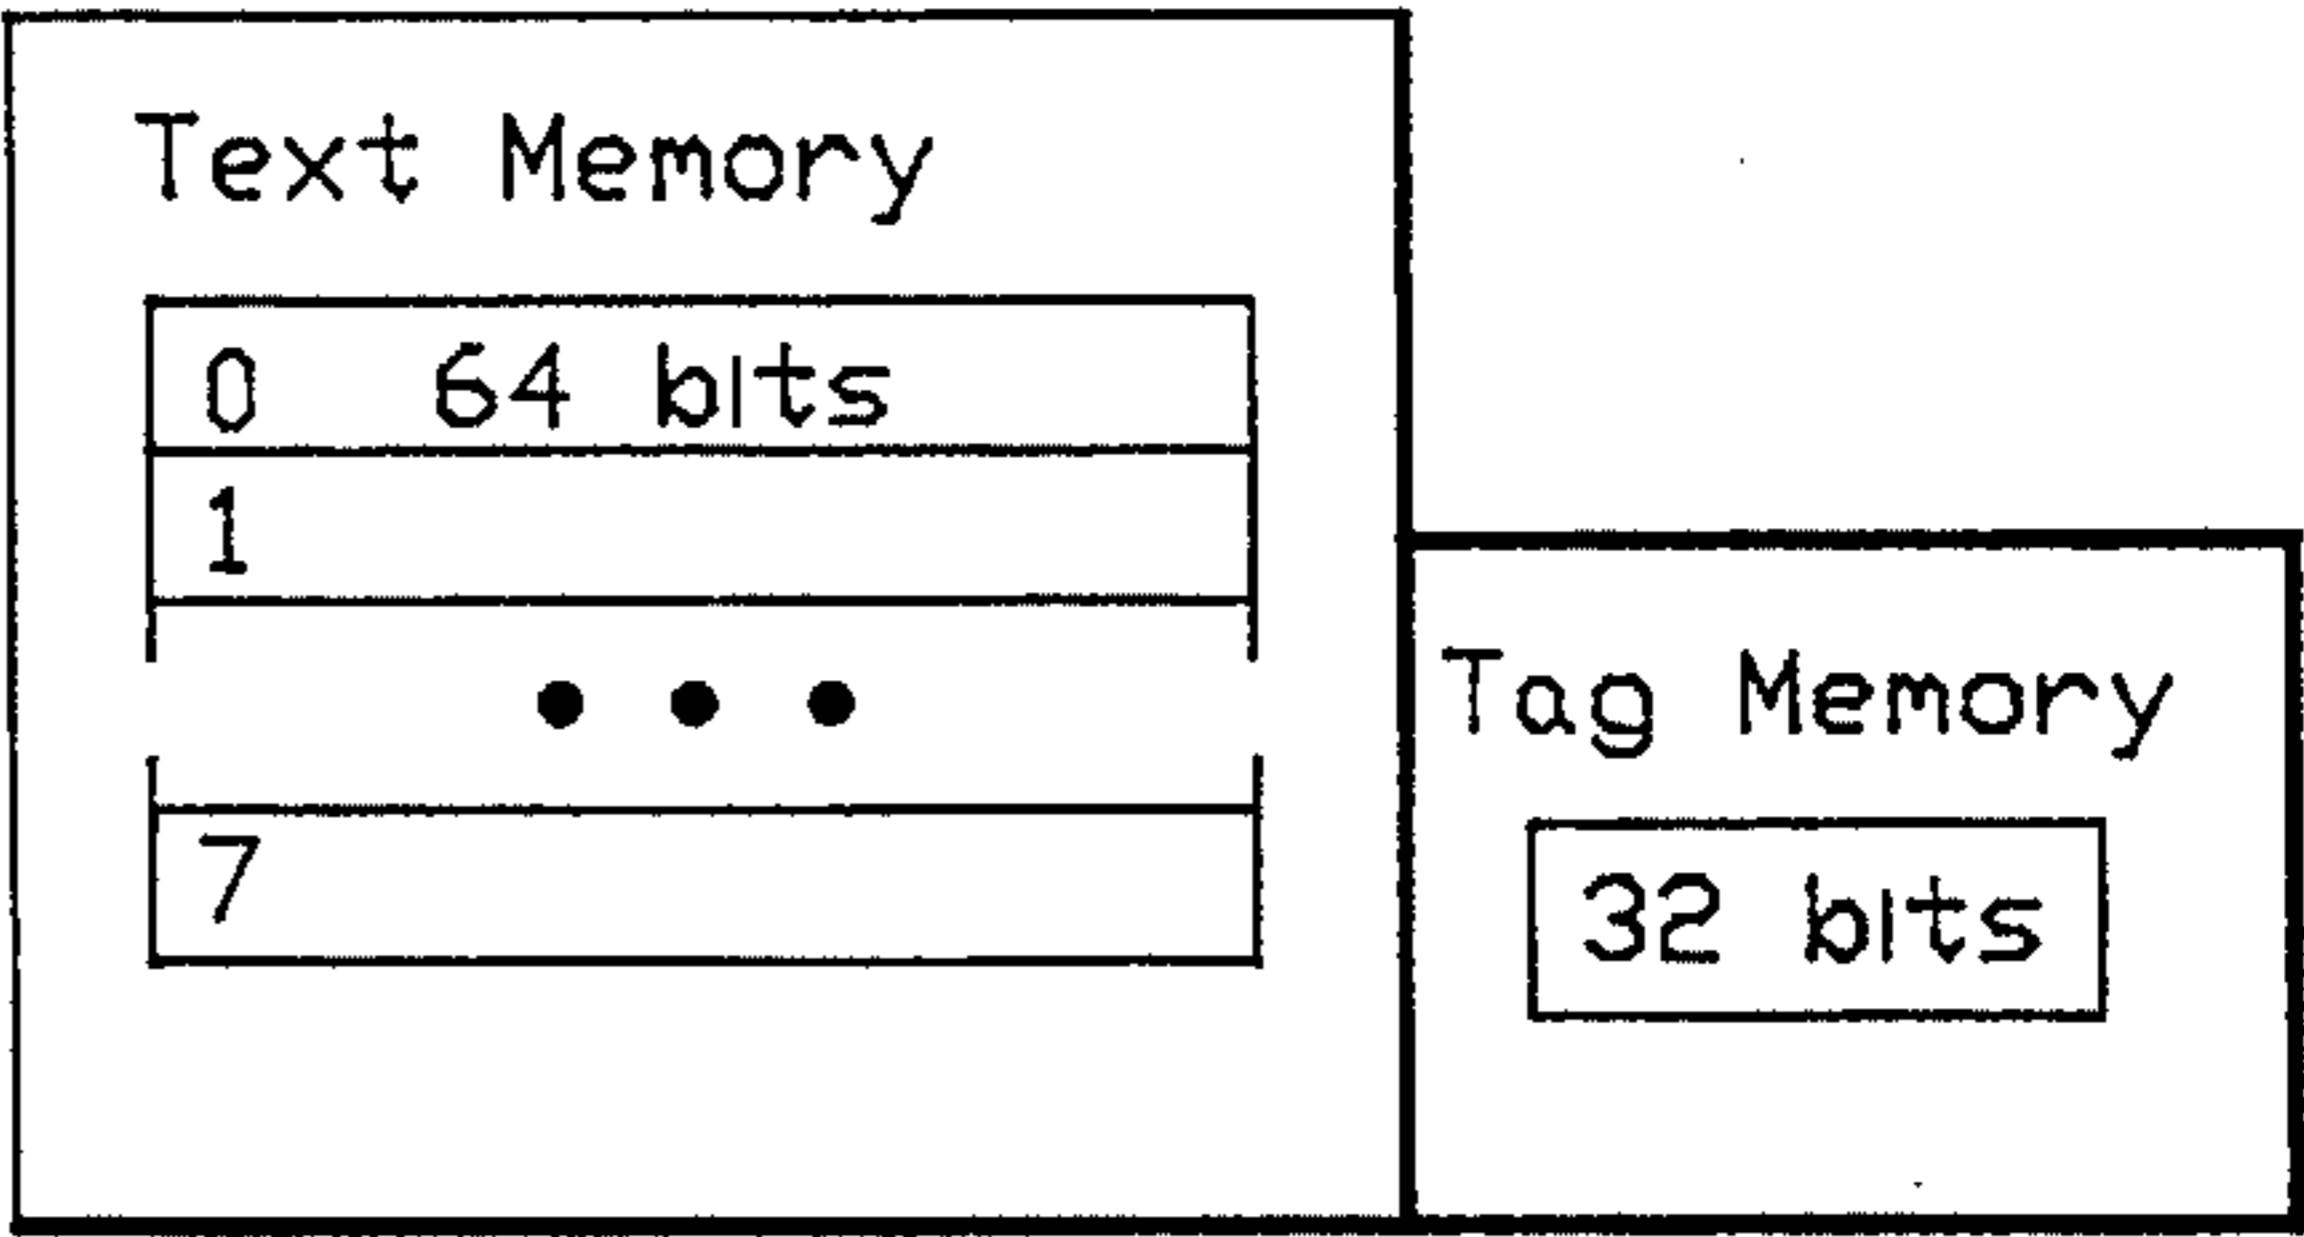 Text Memory
0 64 bits
1
• • •
7
Tag Memory
32 bits